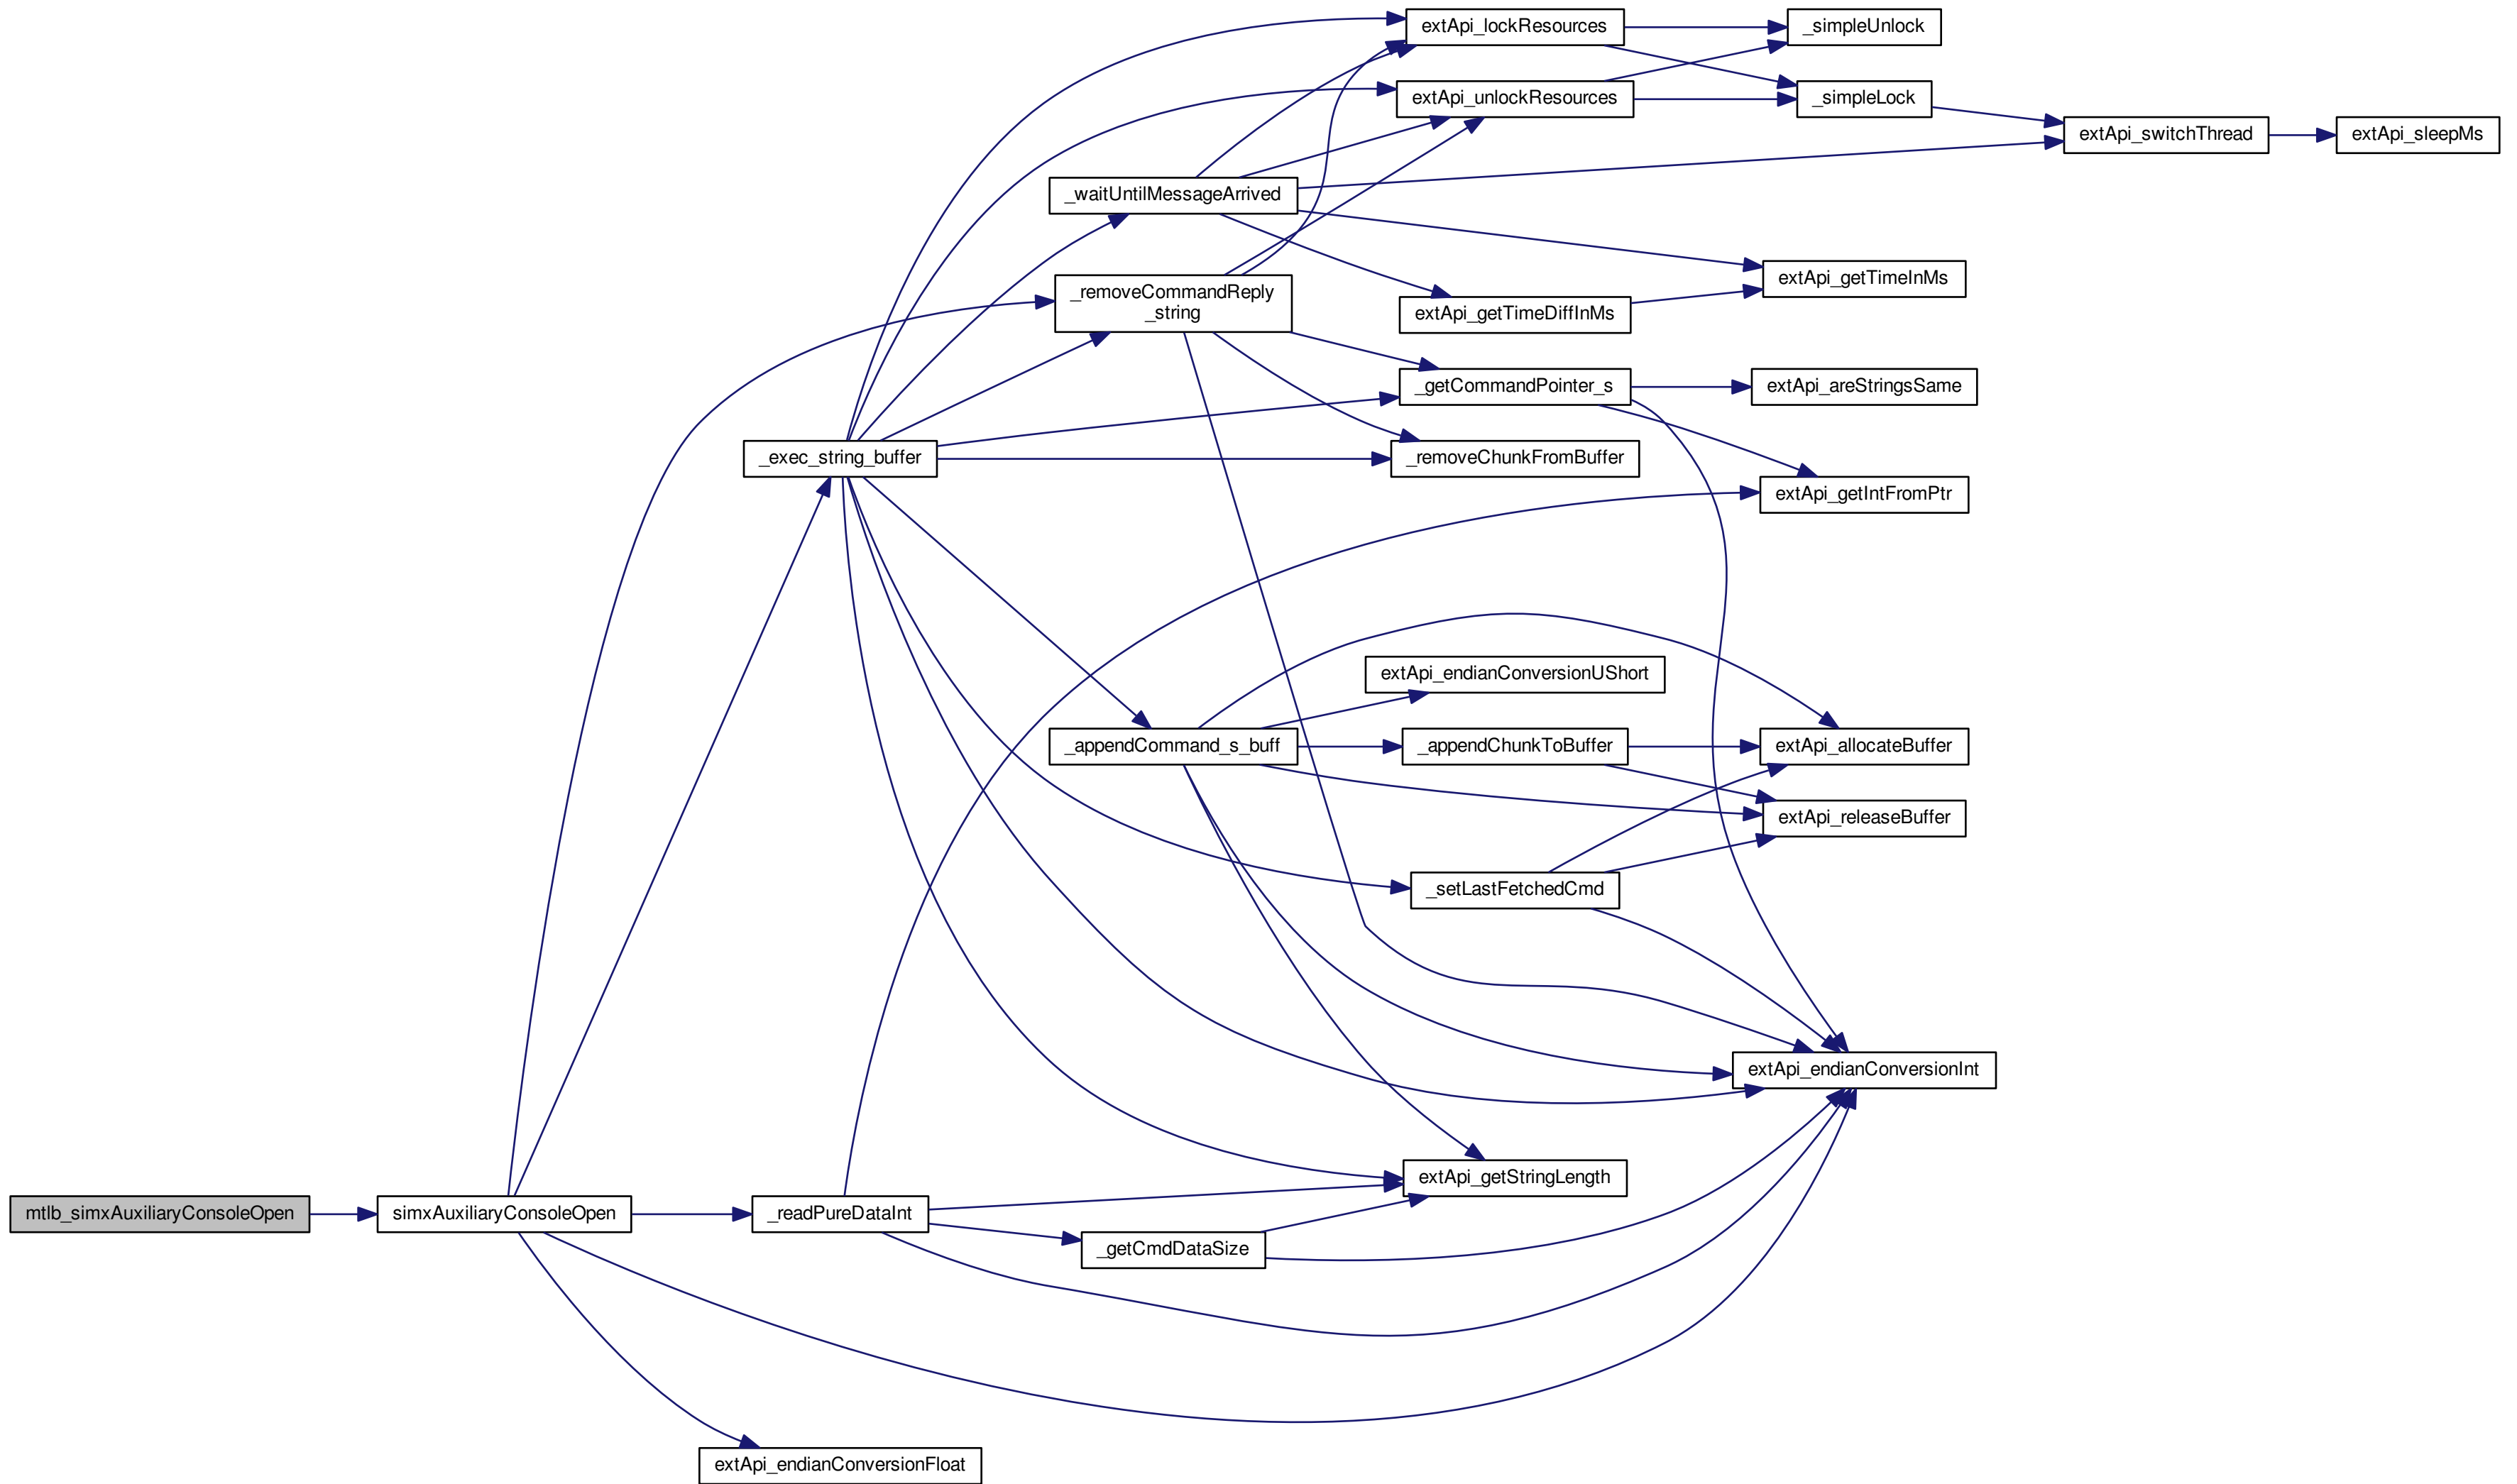 extApi_lockResources
_simpleUnlock
extApi_unlockResources
_simpleLock
extApi_switchThread
extApi_sleepMs
_waitUntilMessageArrived
extApi_getTimeInMs
_removeCommandReply
_string
extApi_getTimeDiffInMs
_getCommandPointer_s
extApi_areStringsSame
_exec_string_buffer
_removeChunkFromBuffer
extApi_getIntFromPtr
extApi_endianConversionUShort
_appendCommand_s_buff
_appendChunkToBuffer
extApi_allocateBuffer
extApi_releaseBuffer
_setLastFetchedCmd
extApi_endianConversionInt
extApi_getStringLength
mtlb_simxAuxiliaryConsoleOpen
simxAuxiliaryConsoleOpen
_readPureDataInt
_getCmdDataSize
extApi_endianConversionFloat